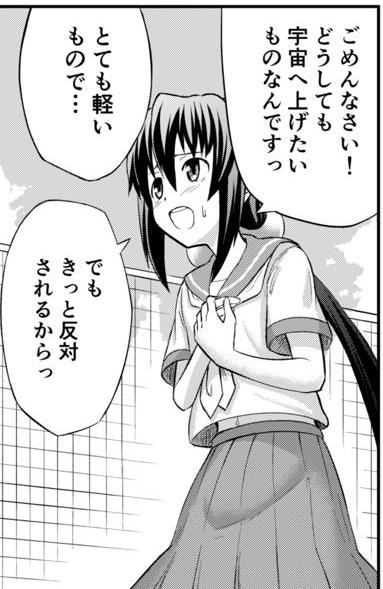 ごめんなさい！
どうしても
宇宙へ上げたい
ものなんですっ
とても軽い
もので…
でも
きっと反対
されるからっ